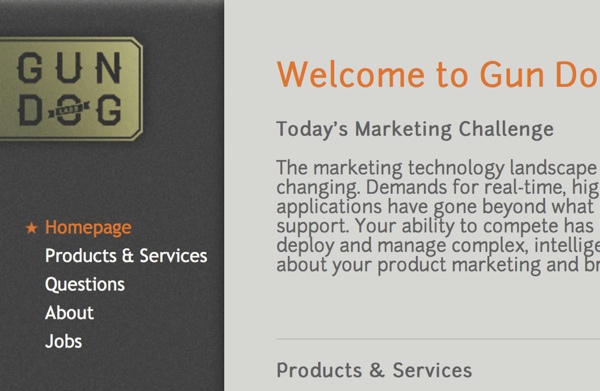 GUN
DOG
LABS
Homepage
Products & Services
Questions
About
Jobs
Welcome to Gun Do
Today's Marketing Challenge
The marketing technology landscape
changing. Demands for real-time, hig
applications have gone beyond what
support. Your ability to compete has
deploy and manage complex, intellige
about your product marketing and br
Products & Services